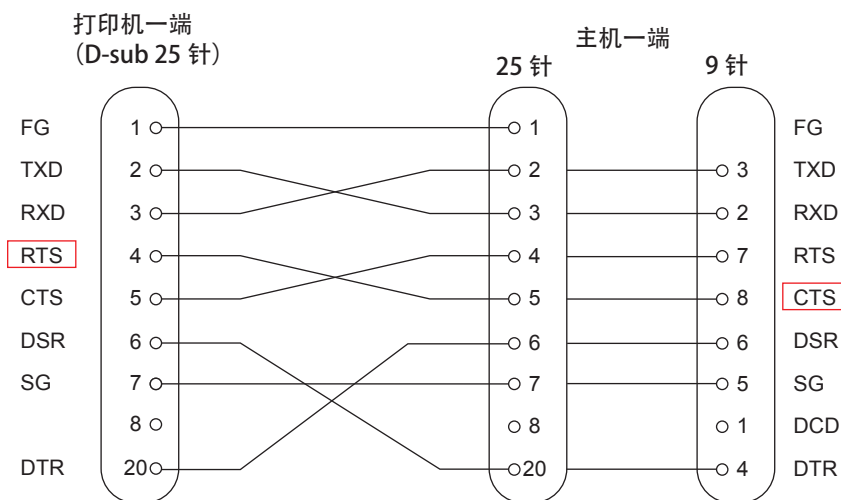 打印机一端
（D-sub 25 针）
主机一端
25 针
9 针
FG 1 1 FG
TXD 2 2 3 TXD
RXD 3 3 2 RXD
RTS 4 4 7 RTS
CTS 5 5 8 CTS
DSR 6 6 6 DSR
SG 7 7 5 SG
8 8 1 DCD
DTR 20 20 4 DTR